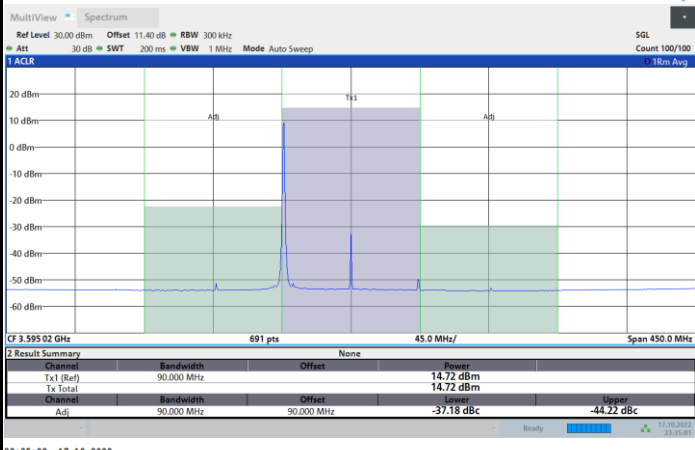 MultiView Spectrum
Ref Level 30.00 dBm Offset 11.40 dB RBW 300 kHz SGL
Att 30 dB SWT 200 ms VBW 1 MHz Mode Auto Sweep Count 100/100
1 ACLR 1Rm Avg
20 dBm
Tx1
10 dBm Adj Adj
0 dBm
-10 dBm
-20 dBm
-30 dBm
-40 dBm
-50 dBm
-60 dBm
CF 3.595 02 GHz 691 pts 45.0 MHz/ Span 450.0 MHz
2 Result Summary None
Channel Bandwidth Offset Power
Tx1 (Ref) 90.000 MHz 14.72 dBm
Tx Total 14.72 dBm
Channel Bandwidth Offset Lower Upper
Adj 90.000 MHz 90.000 MHz -37.18 dBc -44.22 dBc
Ready 17.10.2022
23:35:01